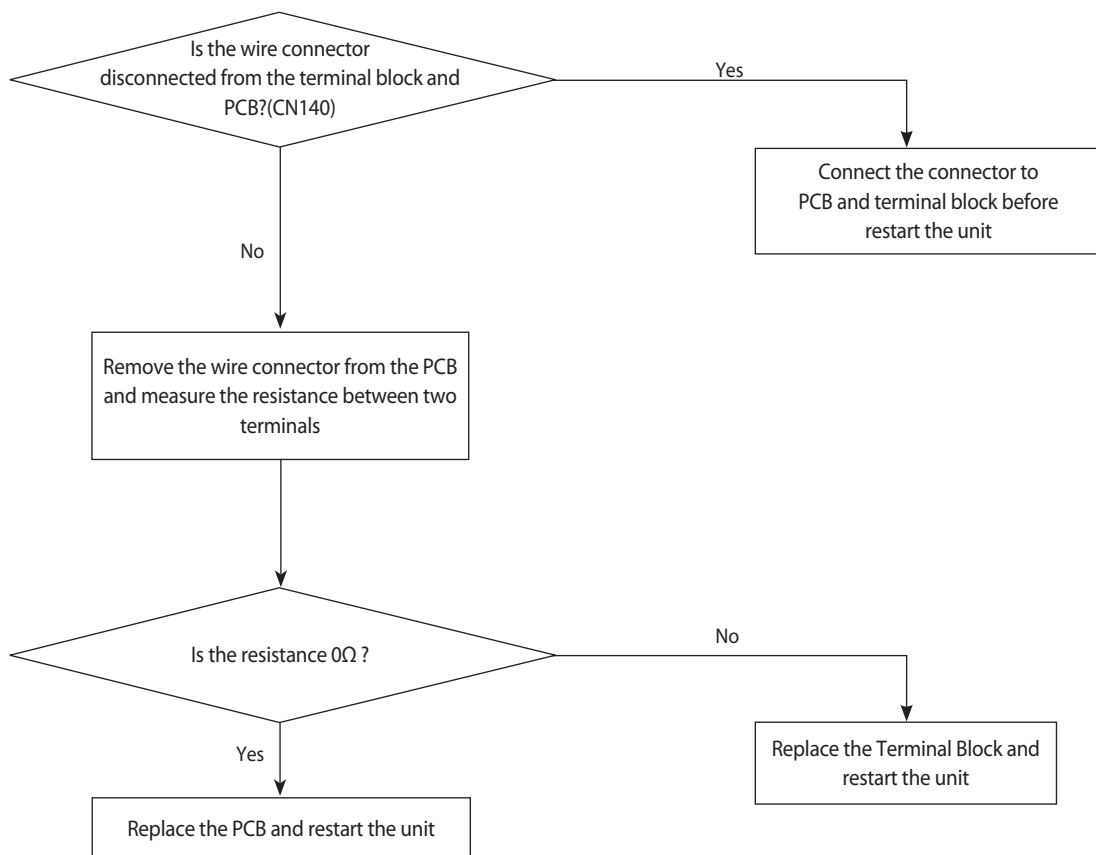 Is the wire connector
disconnected from the terminal block and
PCB?(CN140)
Yes
Connect the connector to
PCB and terminal block before
restart the unit
No
Remove the wire connector from the PCB
and measure the resistance between two
terminals
Is the resistance 0Ω ?
No
Yes
Replace the Terminal Block and
restart the unit
Replace the PCB and restart the unit